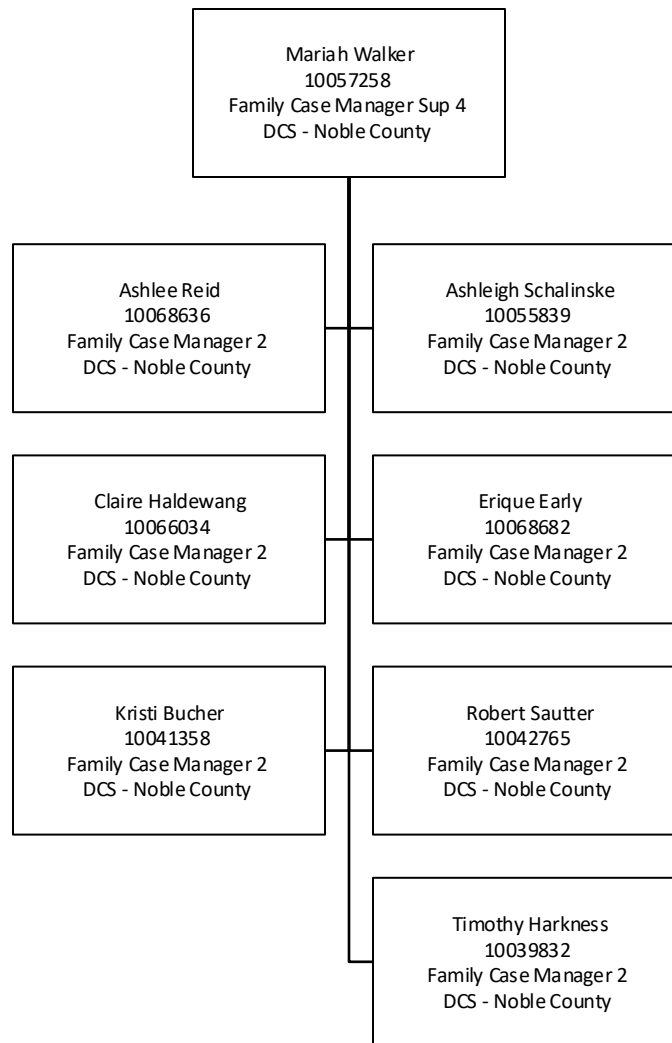 Mariah Walker
10057258
Family Case Manager Sup 4
DCS - Noble County
Ashlee Reid
10068636
Family Case Manager 2
DCS - Noble County
Ashleigh Schalinske
10055839
Family Case Manager 2
DCS - Noble County
Claire Haldewang
10066034
Family Case Manager 2
DCS - Noble County
Erique Early
10068682
Family Case Manager 2
DCS - Noble County
Kristi Bucher
10041358
Family Case Manager 2
DCS - Noble County
Robert Sautter
10042765
Family Case Manager 2
DCS - Noble County
Timothy Harkness
10039832
Family Case Manager 2
DCS - Noble County